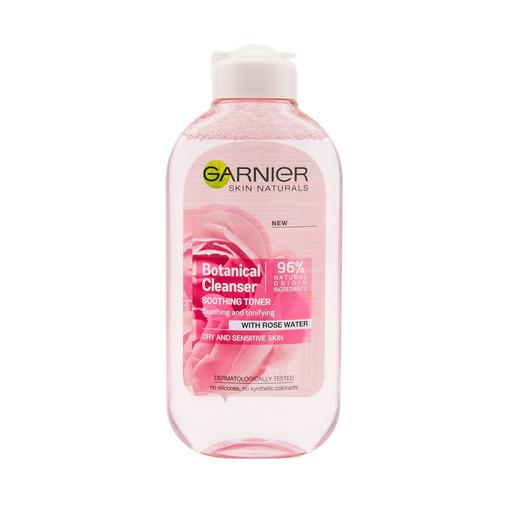 GARNIER
SKIN NATURALS
NEW
Botanical
Cleanser
SOOTHING TONER
Soothing and tonifying
96%
NATURAL
ORIGIN
INGREDIENTS
WITH ROSE WATER
DRY AND SENSITIVE SKIN
DERMATOLOGICALLY TESTED
no silicones, no synthetic colorants